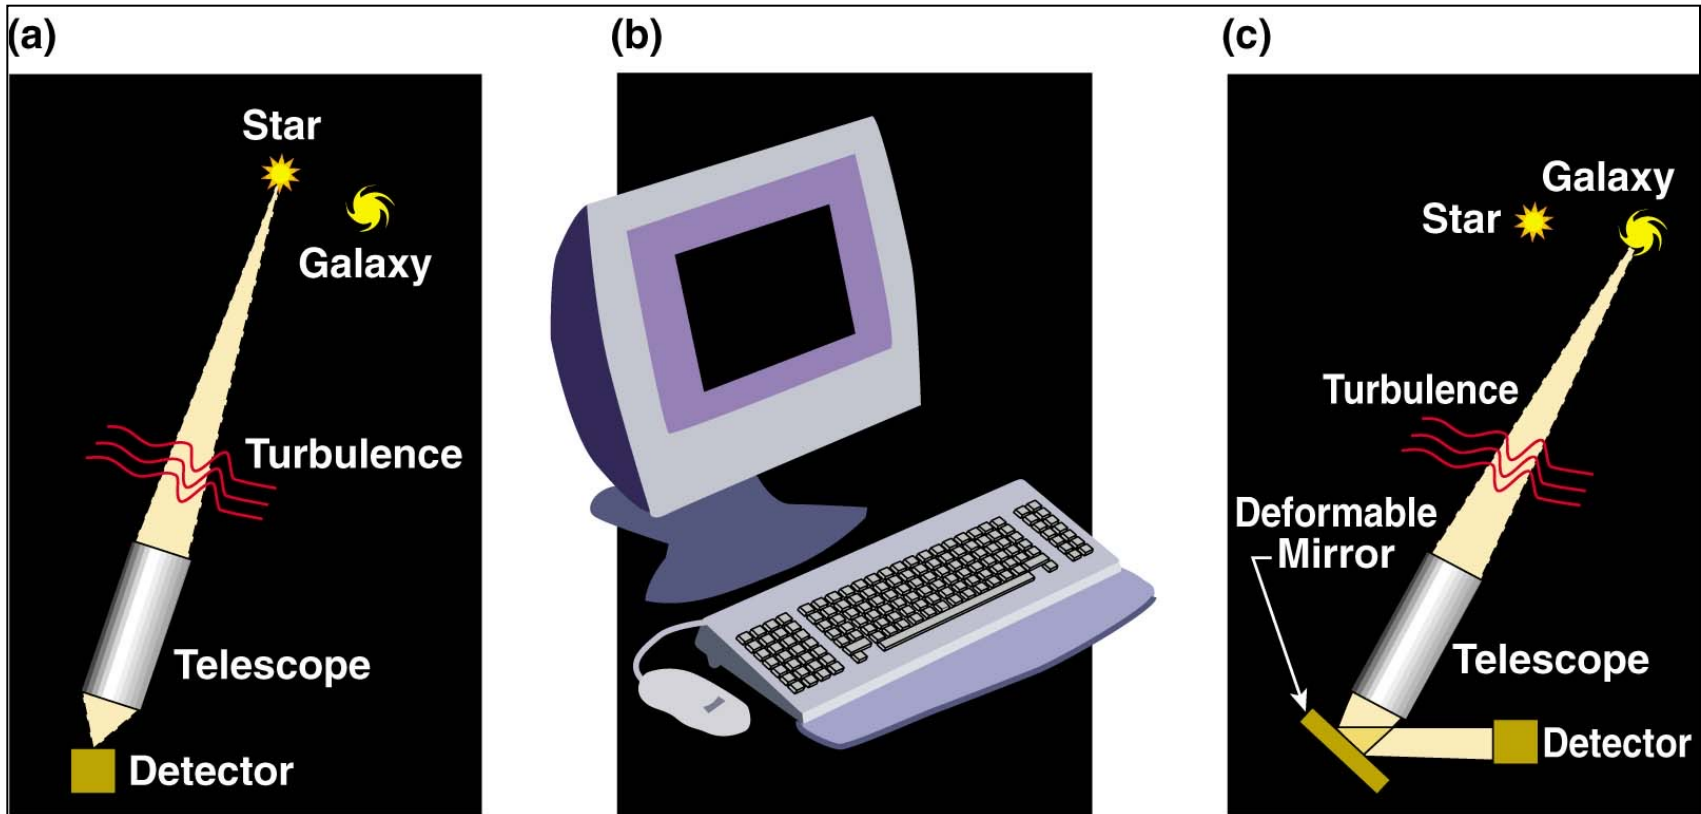 (a)
Star
Galaxy
Turbulence
Telescope
Detector
(b)
(c)
Galaxy
Star
Turbulence
Deformable
Mirror
Telescope
Detector